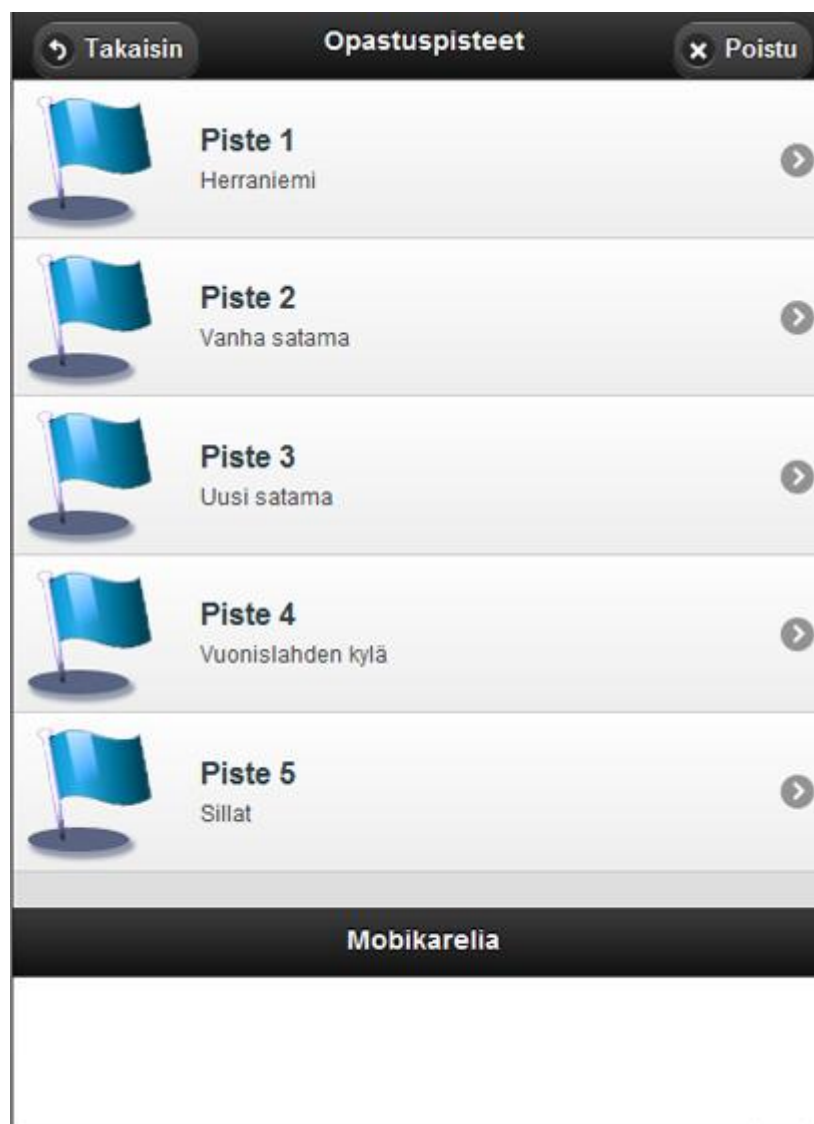 Takaisin
Opastuspisteet
Poistu
Piste 1
Herraniemi
Piste 2
Vanha satama
Piste 3
Uusi satama
Piste 4
Vuonislahden kylä
Piste 5
Sillat
Mobikarelia